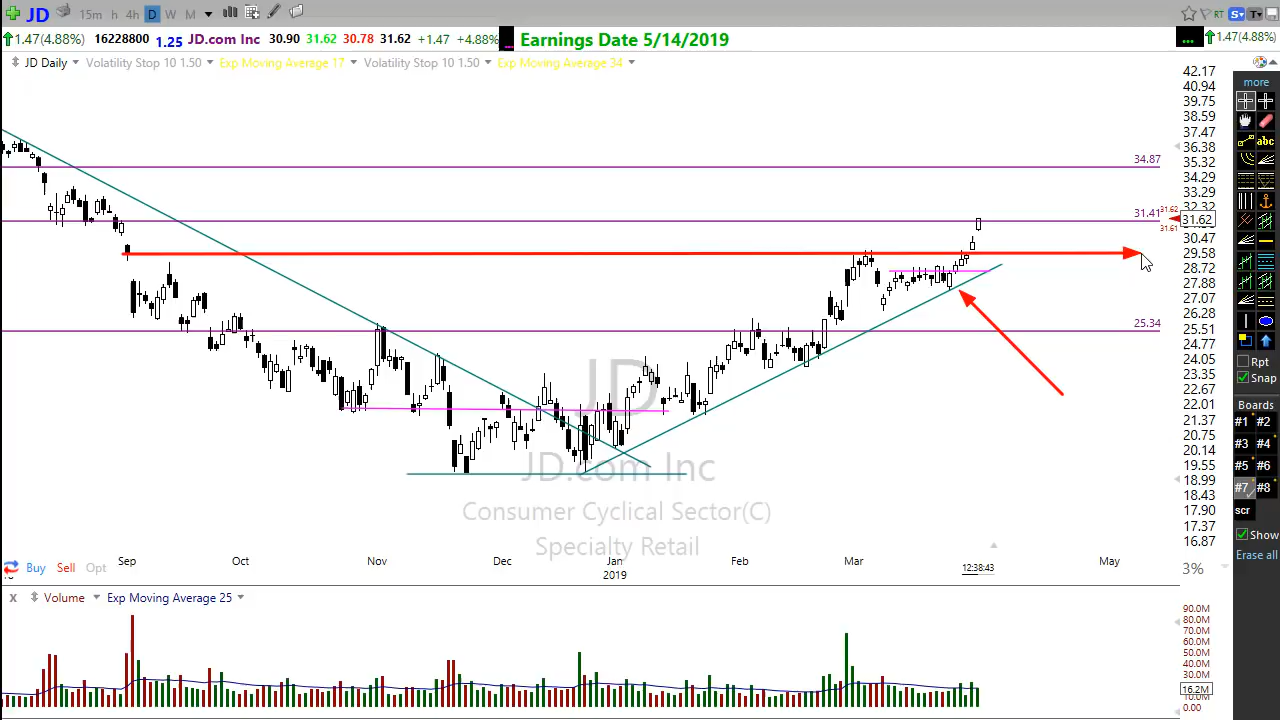 JD 15m h 4h D W M RT S T
1.47(4.88%) 16228800 1.25 JD.com Inc 30.90 31.62 30.78 31.62 +1.47 +4.88% ... Earnings Date 5/14/2019 ... 1.47(4.88%)
JD Daily Volatility Stop 10 1.50 Exp Moving Average 17 Volatility Stop 10 1.50 Exp Moving Average 34
more
abc
42.17
40.94
39.75
38.59
37.47
36.38
34.87 35.32
34.29
33.29
32.32
31.41 31.62 31.62
31.61
30.47
29.58
28.72
27.88
27.07
26.28
25.34 25.51
24.77
24.05
23.35
22.67
22.01
21.37
20.75
20.14
19.55
18.99
18.43
17.90
17.37
16.87
JD
JD.com Inc
Consumer Cyclical Sector(C)
Specialty Retail
Rpt
Snap
Boards
#1 #2
#3 #4
#5 #6
#7 #8
scr
Show
Erase all
Sep Oct Nov Dec Jan Feb Mar May
2019
Buy Sell Opt 12:38:43 3%
X Volume Exp Moving Average 25
90.0M
80.0M
70.0M
60.0M
50.0M
40.0M
30.0M
16.2M
10.0M
0.00